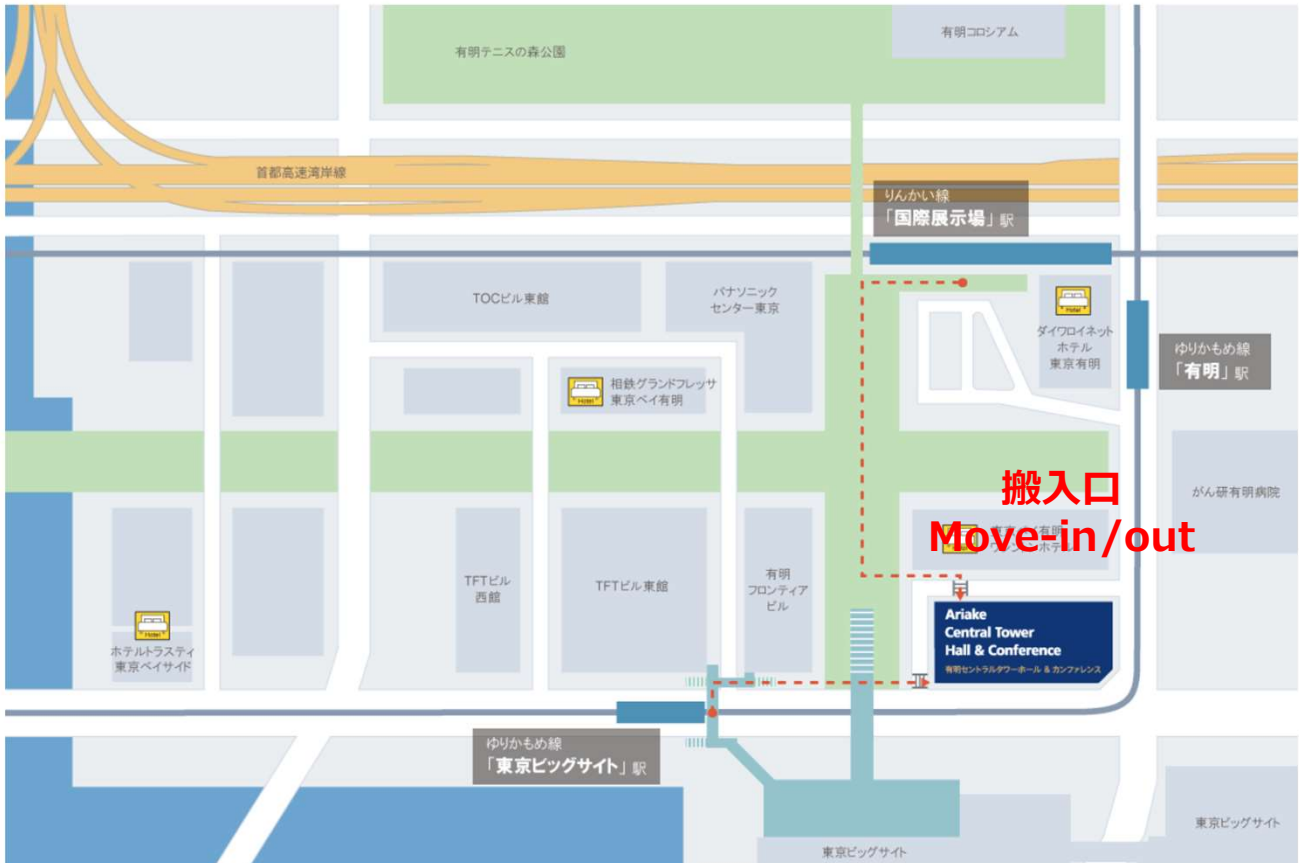 有明テニスの森公園
有明コロシアム
首都高速湾岸線
りんかい線
「国際展示場」駅
TOCビル東館
パナソニック
センター東京
Hotel
ダイワロイネット
ホテル
東京有明
ゆりかもめ線
「有明」駅
Hotel
相鉄グランドフレッサ
東京ベイ有明
搬入口
Move-in/out
がん研有明病院
TFTビル
西館
TFTビル東館
有明
フロンティア
ビル
Hotel
ホテルトラスティ
東京ベイサイド
Ariake
Central Tower
Hall & Conference
有明セントラルタワーホール & カンファレンス
ゆりかもめ線
「東京ビッグサイト」駅
東京ビッグサイト
東京ビッグサイト